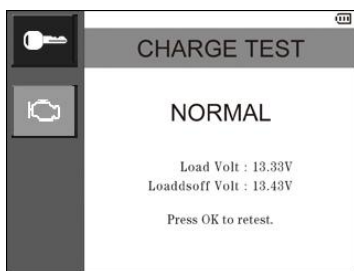 CHARGE TEST
NORMAL
Load Volt : 13.33V
Loaddsoff Volt : 13.43V
Press OK to retest.